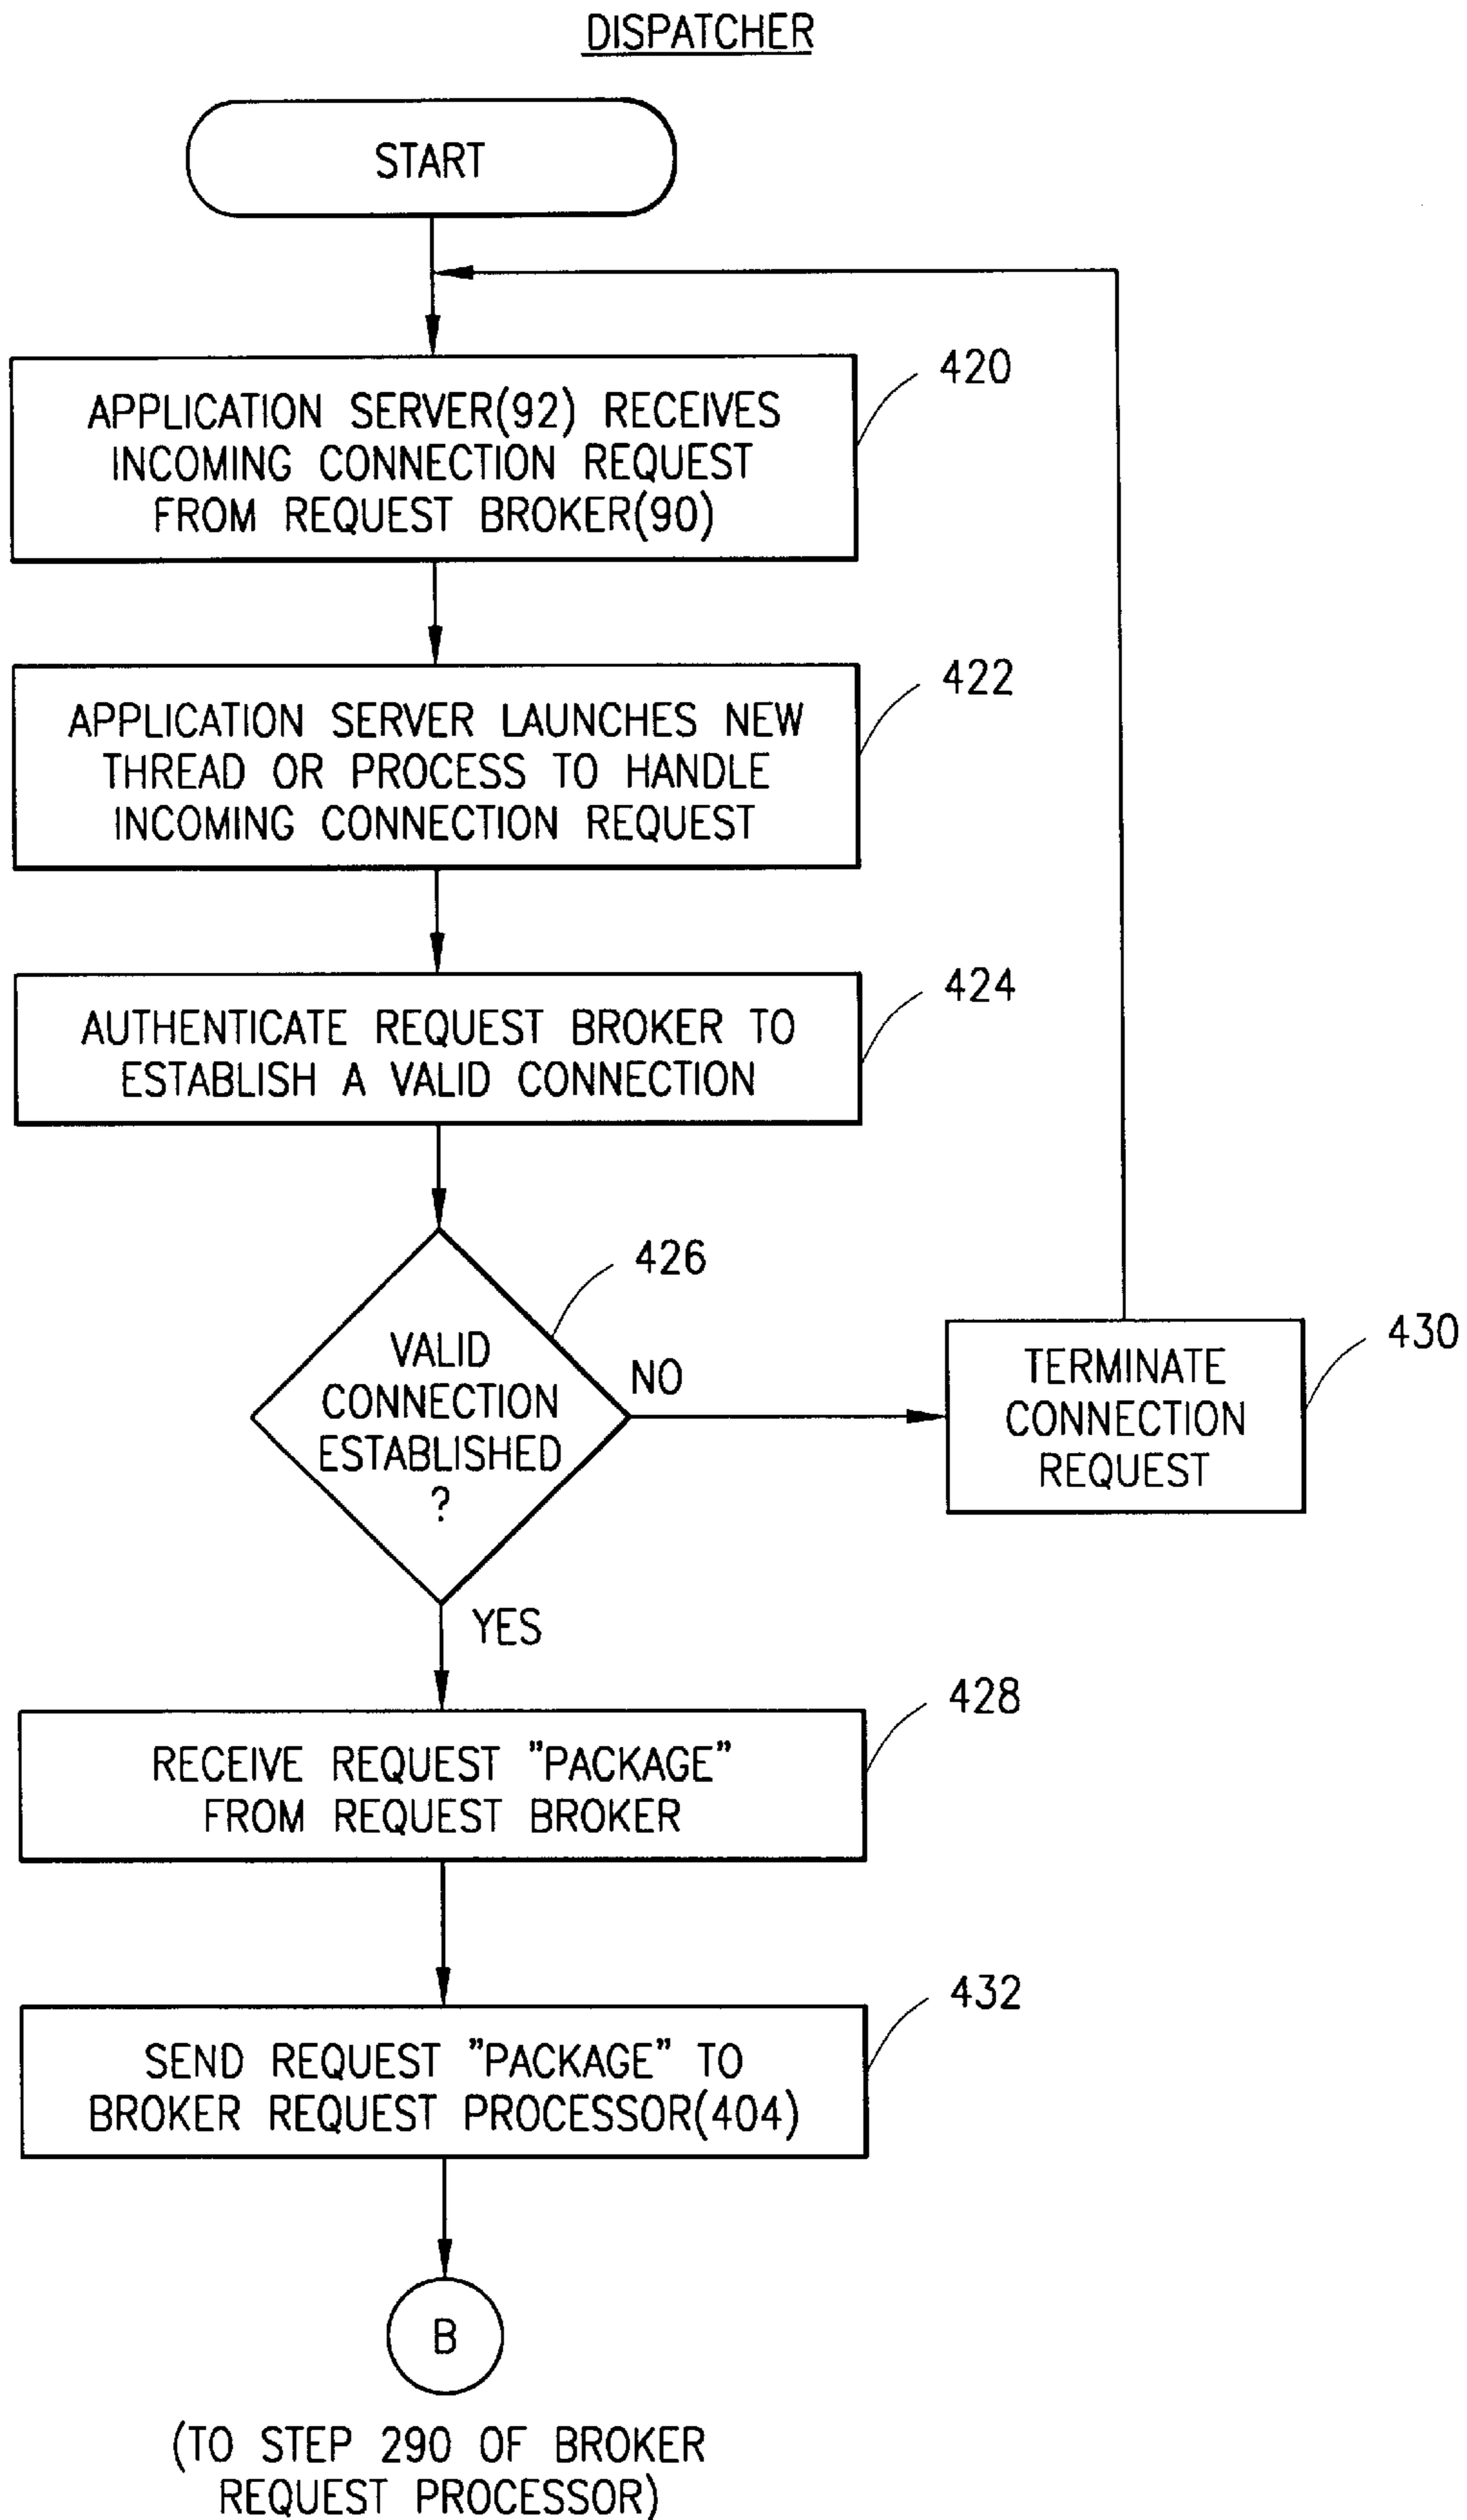 DISPATCHER
START
420
APPLICATION SERVER(92) RECEIVES
INCOMING CONNECTION REQUEST
FROM REQUEST BROKER(90)
422
APPLICATION SERVER LAUNCHES NEW
THREAD OR PROCESS TO HANDLE
INCOMING CONNECTION REQUEST
424
AUTHENTICATE REQUEST BROKER TO
ESTABLISH A VALID CONNECTION
426
VALID
CONNECTION
ESTABLISHED
?
NO
430
TERMINATE
CONNECTION
REQUEST
YES
428
RECEIVE REQUEST "PACKAGE"
FROM REQUEST BROKER
432
SEND REQUEST "PACKAGE" TO
BROKER REQUEST PROCESSOR(404)
B
(TO STEP 290 OF BROKER
REQUEST PROCESSOR)